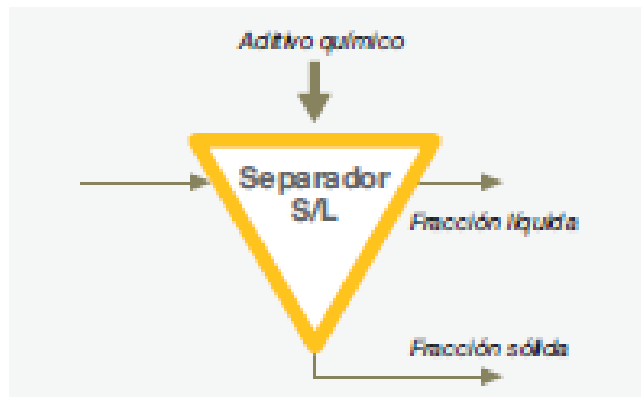 Aditivo químico
Separador
S/L
Fracción líquida
Fracción sólida